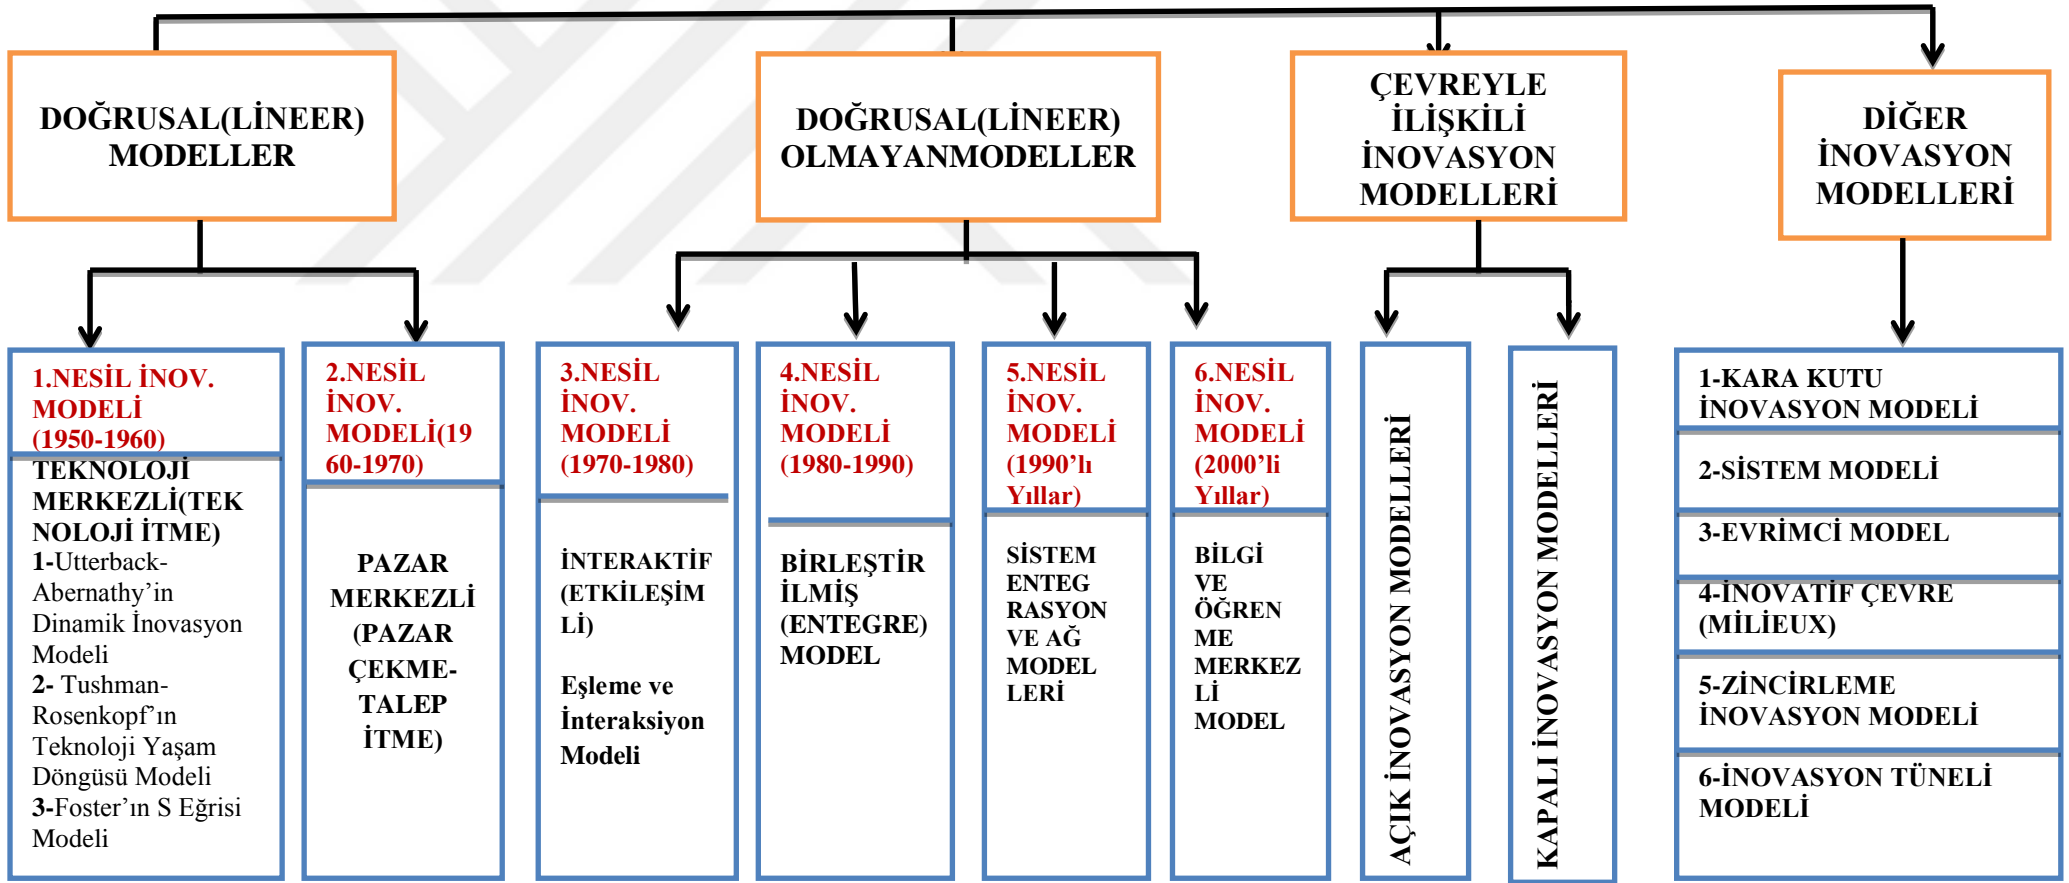 DOĞRUSAL(LİNEER)
MODELLER
DOĞRUSAL(LİNEER)
OLMAYANMODELLER
ÇEVREYLE
İLİŞKİLİ
İNOVASYON
MODELLERİ
DİĞER
İNOVASYON
MODELLERİ
1.NESİL İNOV.
MODELİ
(1950-1960)
TEKNOLOJİ
MERKEZLİ(TEK
NOLOJİ İTME)
1-Utterback-
Abernathy’in
Dinamik İnovasyon
Modeli
2- Tushman-
Rosenkopf’ın
Teknoloji Yaşam
Döngüsü Modeli
3-Foster’ın S Eğrisi
Modeli
2.NESİL
İNOV.
MODELİ(19
60-1970)
PAZAR
MERKEZLİ
(PAZAR
ÇEKME-
TALEP
İTME)
3.NESİL
İNOV.
MODELİ
(1970-1980)
İNTERAKTİF
(ETKİLEŞİM
Lİ)
Eşleme ve
İnteraksiyon
Modeli
4.NESİL
İNOV.
MODELİ
(1980-1990)
BİRLEŞTİR
İLMİŞ
(ENTEGRE)
MODEL
5.NESİL
İNOV.
MODELİ
(1990’lı
Yıllar)
SİSTEM
ENTEG
RASYON
VE AĞ
MODEL
LERİ
6.NESİL
İNOV.
MODELİ
(2000’li
Yıllar)
BİLGİ
VE
ÖĞREN
ME
MERKEZ
Lİ
MODEL
AÇIK İNOVASYON MODELLERİ
KAPALI İNOVASYON MODELLERİ
1-KARA KUTU
İNOVASYON MODELİ
2-SİSTEM MODELİ
3-EVRİMCİ MODEL
4-İNOVATİF ÇEVRE
(MİLİEUX)
5-ZİNCİRLEME
İNOVASYON MODELİ
6-İNOVASYON TÜNELİ
MODELİ